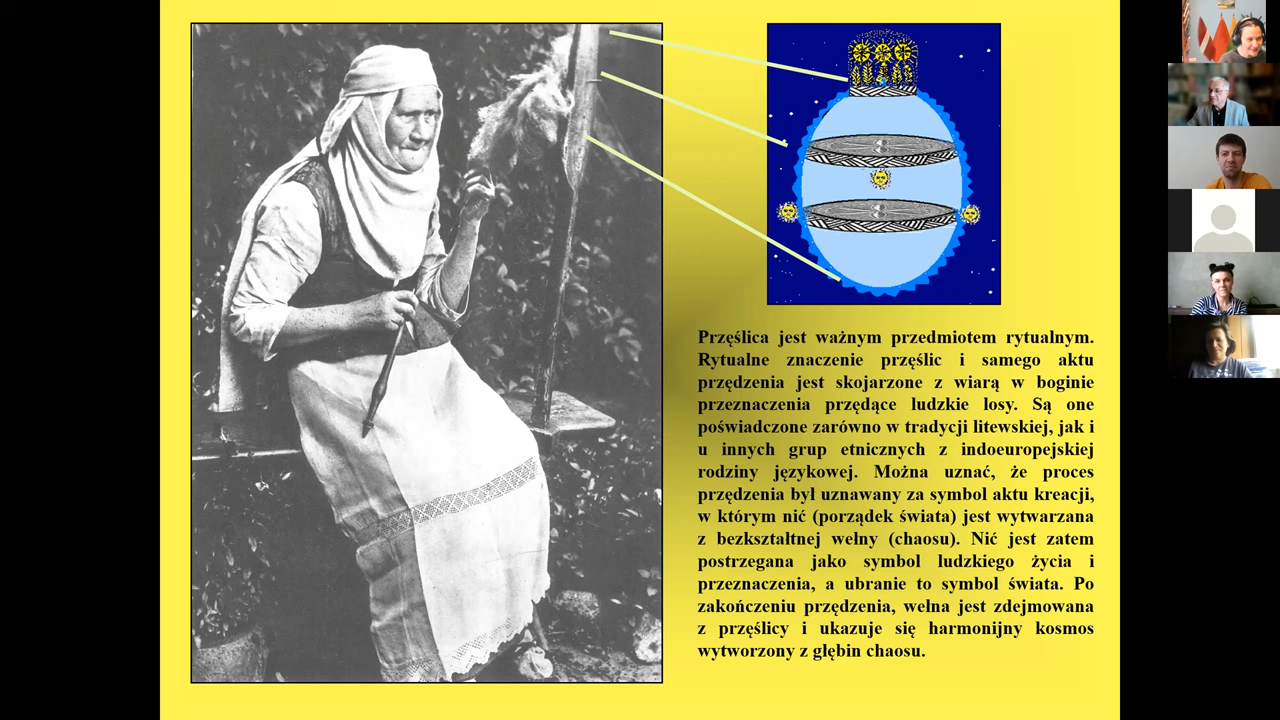 Przęślica jest ważnym przedmiotem rytualnym.
Rytualne znaczenie przęślic i samego aktu
przędzenia jest skojarzone z wiarą w boginie
przeznaczenia przędące ludzkie losy. Są one
poświadczone zarówno w tradycji litewskiej, jak i
u innych grup etnicznych z indoeuropejskiej
rodziny językowej. Można uznać, że proces
przędzenia był uznawany za symbol aktu kreacji,
w którym nić (porządek świata) jest wytwarzana
z bezkształtnej wełny (chaosu). Nić jest zatem
postrzegana jako symbol ludzkiego życia i
przeznaczenia, a ubranie to symbol świata. Po
zakończeniu przędzenia, wełna jest zdejmowana
z przęślicy i ukazuje się harmonijny kosmos
wytworzony z głębin chaosu.